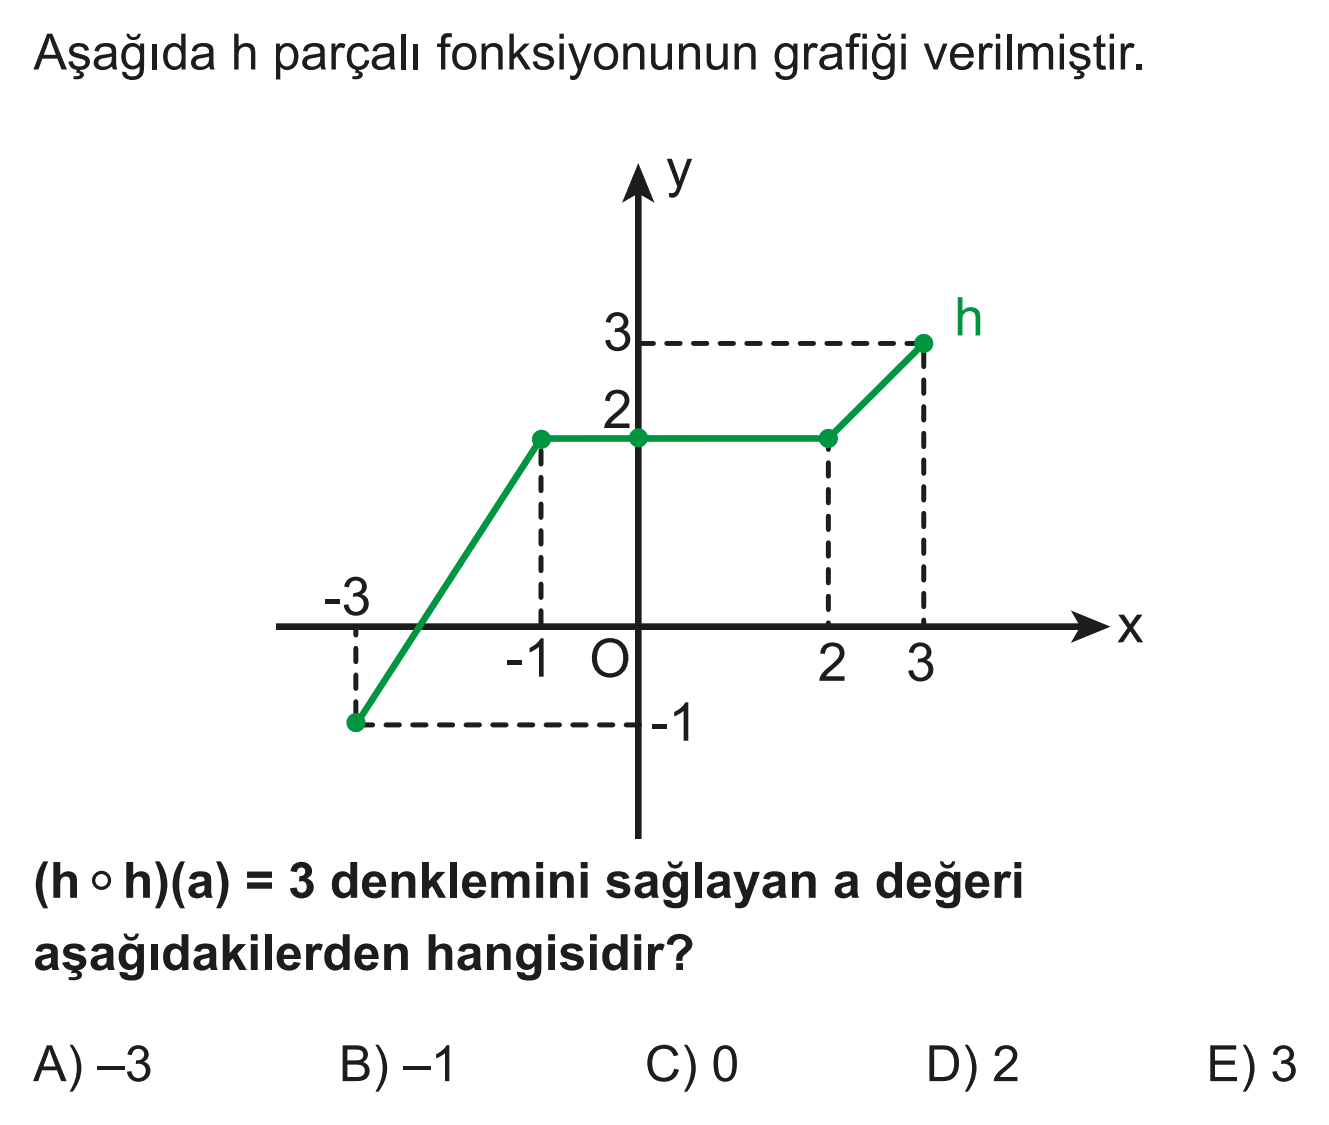 Aşağıda h parçalı fonksiyonunun grafiği verilmiştir.
y
3
h
2
-3
-1
O
2
3
x
-1
(h∘h)(a) = 3 denklemini sağlayan a değeri
aşağıdakilerden hangisidir?
A) –3 B) –1 C) 0 D) 2 E) 3